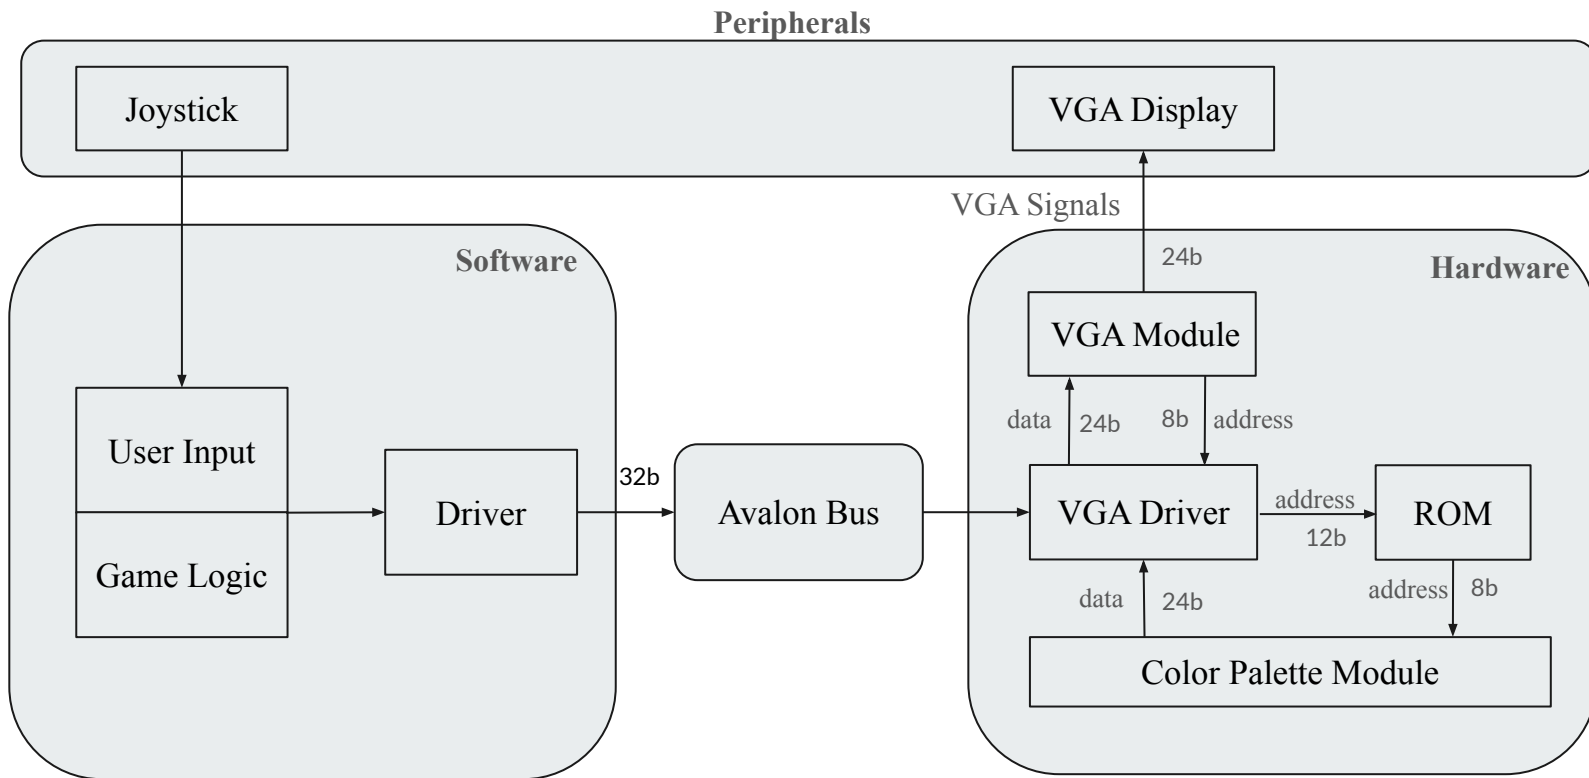 Peripherals
Joystick
VGA Display
VGA Signals
Software
24b
Hardware
VGA Module
data
24b
8b
address
User Input
32b
Driver
Avalon Bus
VGA Driver
address
12b
ROM
Game Logic
data
24b
address
8b
Color Palette Module